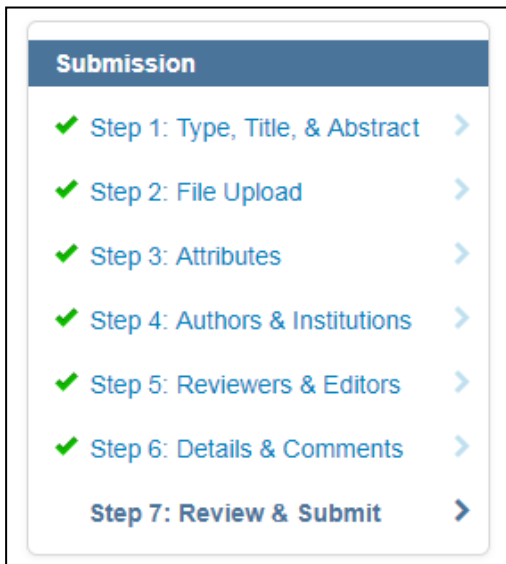 Submission
Step 1: Type, Title, & Abstract
Step 2: File Upload
Step 3: Attributes
Step 4: Authors & Institutions
Step 5: Reviewers & Editors
Step 6: Details & Comments
Step 7: Review & Submit